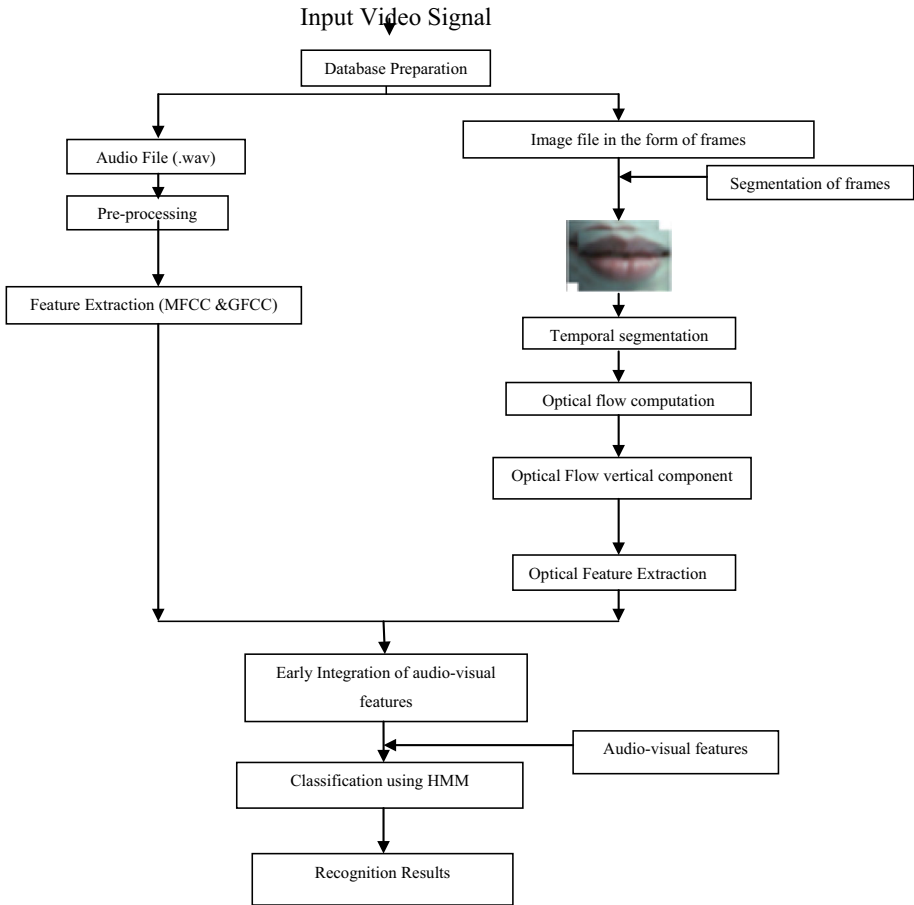 Input Video Signal
Database Preparation
Audio File (.wav)
Pre-processing
Feature Extraction (MFCC &GFCC)
Image file in the form of frames
Segmentation of frames
Temporal segmentation
Optical flow computation
Optical Flow vertical component
Optical Feature Extraction
Early Integration of audio-visual
features
Audio-visual features
Classification using HMM
Recognition Results